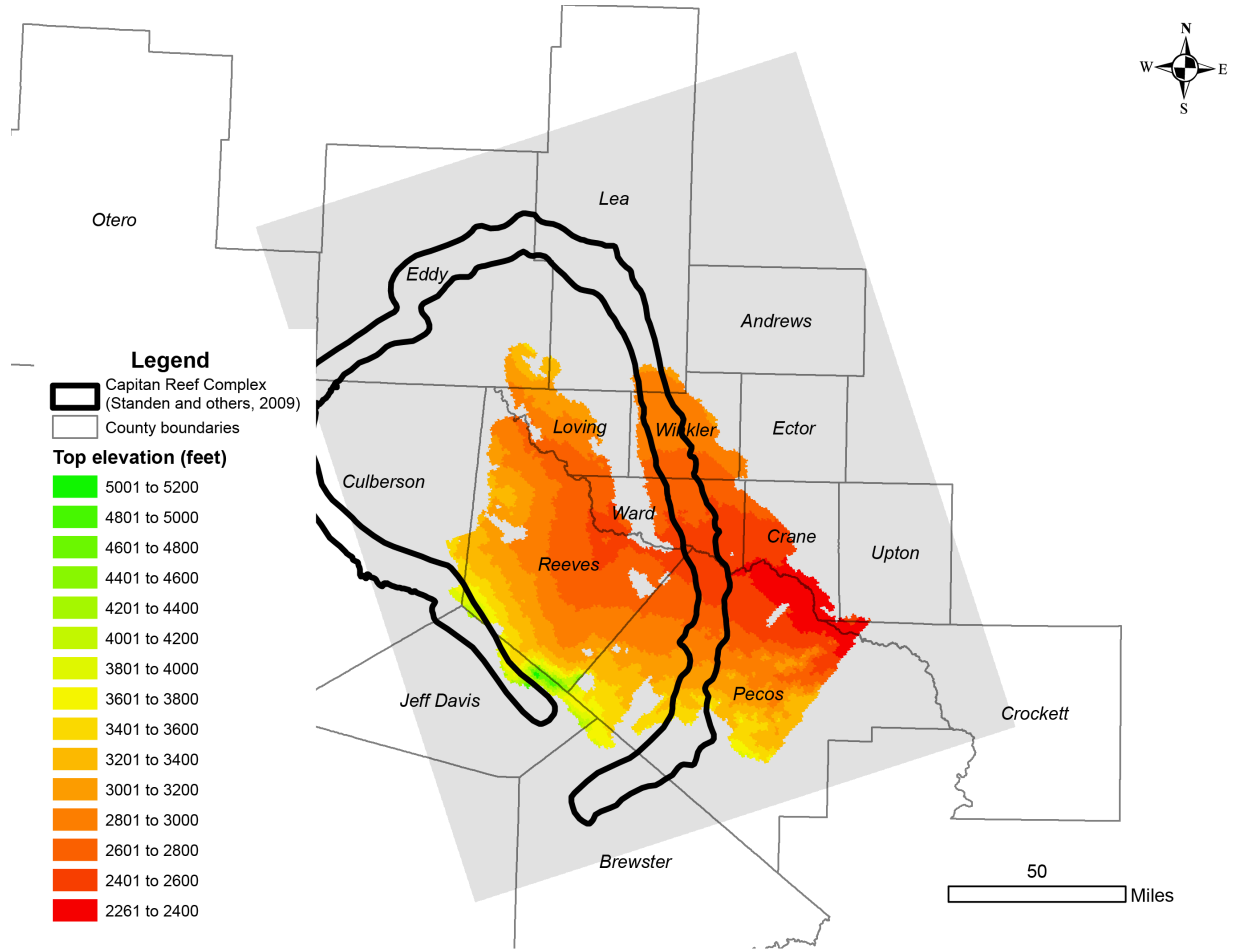 N
W E
S
Lea
Otero
Eddy
Andrews
Legend
Capitan Reef Complex
(Standen and others, 2009)
County boundaries
Loving
Winkler
Ector
Top elevation (feet)
Culberson
5001 to 5200
4801 to 5000
Ward
Crane
4601 to 4800
Upton
Reeves
4401 to 4600
4201 to 4400
4001 to 4200
3801 to 4000
3601 to 3800
Jeff Davis
Pecos
Crockett
3401 to 3600
3201 to 3400
3001 to 3200
2801 to 3000
2601 to 2800
Brewster
50
2401 to 2600
Miles
2261 to 2400